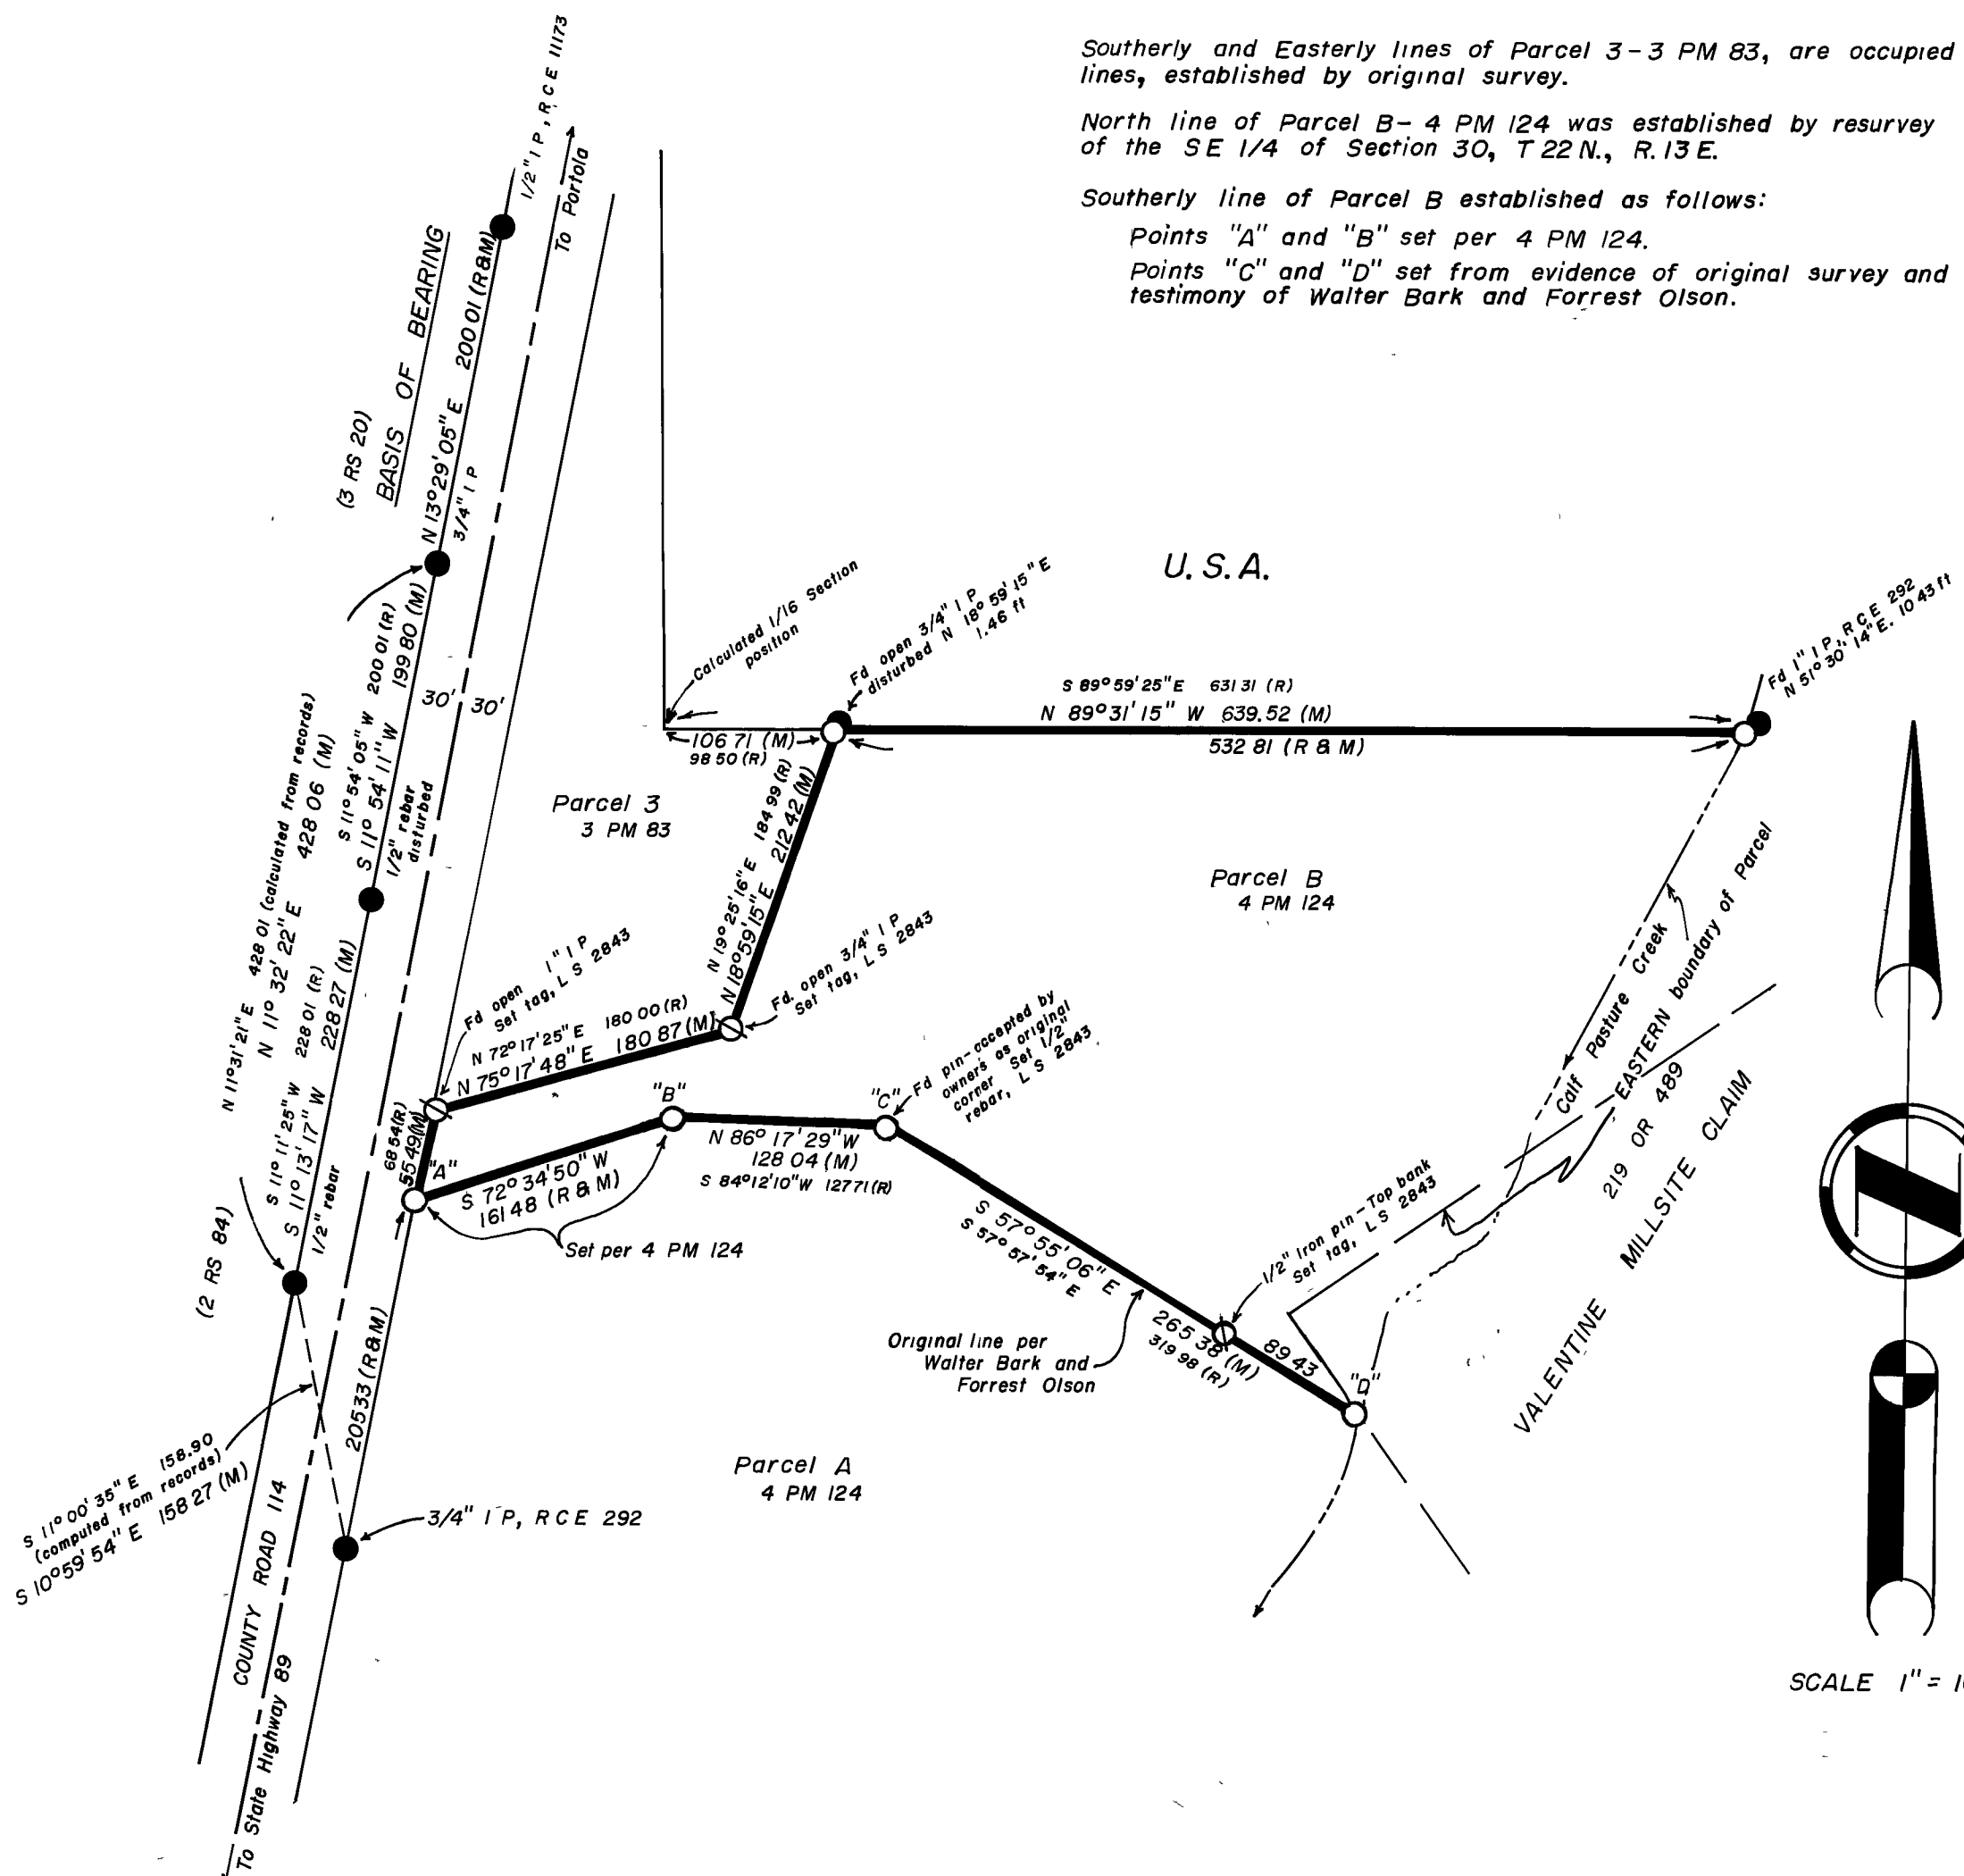 Southerly and Easterly lines of Parcel 3-3 PM 83, are occupied
lines, established by original survey.
North line of Parcel B- 4 PM 124 was established by resurvey
of the SE 1/4 of Section 30, T 22 N., R. 13 E.
Southerly line of Parcel B established as follows:
Points "A" and "B" set per 4 PM 124.
Points "C" and "D" set from evidence of original survey and
testimony of Walter Bark and Forrest Olson.
1/2" I P, RCE 11173
To Portola
(3 RS 20)
BASIS OF BEARING
N 13° 29' 05" E 200 01 (R&M)
3/4" I P
S 11° 54' 05" W 200 01 (R)
S 11° 54' 11" W 199 80 (M)
30' 30'
1/2" rebar
disturbed
N 11° 31' 21" E 428 01 (calculated from records)
N 11° 32' 22" E 428 06 (M)
S 11° 11' 25" W 228 01 (R)
S 11° 13' 17" W 228 27 (M)
1/2" rebar
(2 RS 84)
Calculated 1/16 Section
position
Fd open 3/4" I P
disturbed N 18° 59' 15" E
1.46 ft
U. S. A.
Fd 1" I P, RCE 292
N 51° 30' 14" E. 10 43 ft
S 89° 59' 25" E 631 31 (R)
N 89° 31' 15" W 639.52 (M)
532 81 (R & M)
106 71 (M)
98 50 (R)
Parcel 3
3 PM 83
N 19° 25' 16" E 184 99 (R)
N 18° 59' 15" E 212 42 (M)
Parcel B
4 PM 124
Fd open 1" I P
Set tag, L S 2843
Fd. open 3/4" I P
Set tag, L S 2843
N 72° 17' 25" E 180 00 (R)
N 75° 17' 48" E 180 87 (M)
Fd pin-accepted by
owners as original
corner Set 1/2"
rebar, L S 2843
68 54 (R)
55 49 (M)
"A"
"B"
"C"
S 72° 34' 50" W
161 48 (R & M)
N 86° 17' 29" W
128 04 (M)
S 84° 12' 10" W 127 71 (R)
Set per 4 PM 124
Calf Pasture Creek
EASTERN boundary of Parcel
219 OR 489
VALENTINE MILLSITE CLAIM
S 57° 55' 06" E
S 57° 57' 54" E
265 38 (M)
319 98 (R)
89 43
1/2" Iron pin-Top bank
Set tag, L S 2843
"D"
Original line per
Walter Bark and
Forrest Olson
205 33 (R&M)
S 11° 00' 35" E 158.90
(computed from records)
S 10° 59' 54" E 158 27 (M)
Parcel A
4 PM 124
3/4" I P, RCE 292
COUNTY ROAD 114
To State Highway 89
SCALE 1" =